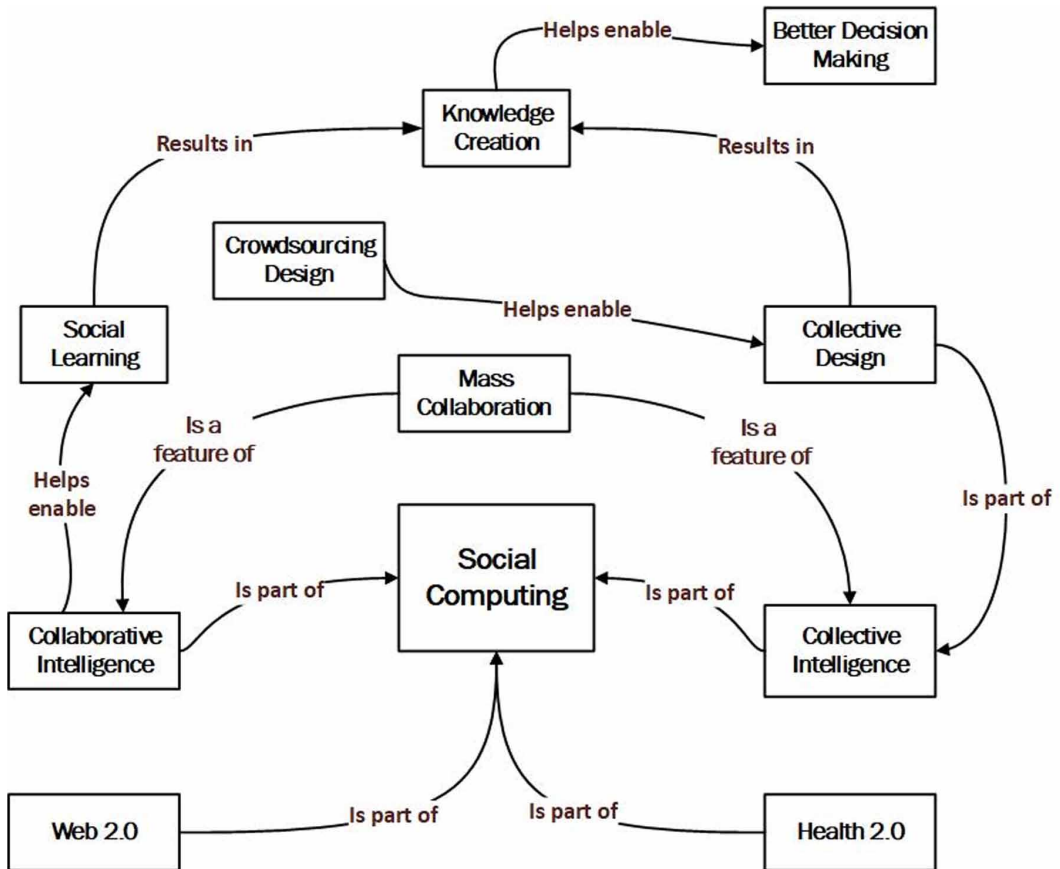 Helps enable
Better Decision
Making
Knowledge
Creation
Results in
Results in
Crowdsourcing
Design
Helps enable
Social
Learning
Collective
Design
Mass
Collaboration
Is a
feature of
Is a
feature of
Helps
enable
Is part of
Social
Computing
Is part of
Is part of
Collaborative
Intelligence
Collective
Intelligence
Is part of
Is part of
Web 2.0
Health 2.0